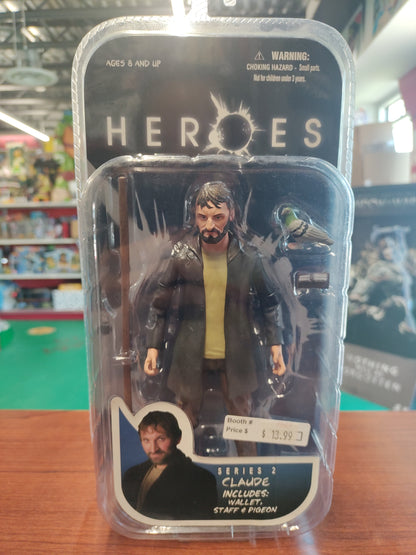 AGES 8 AND UP
WARNING:
CHOKING HAZARD - Small parts.
Not for children under 3 years.
HEROES
Booth #
Price $
$ 13.99
SERIES 2
CLAUDE
INCLUDES:
WALLET,
STAFF & PIGEON